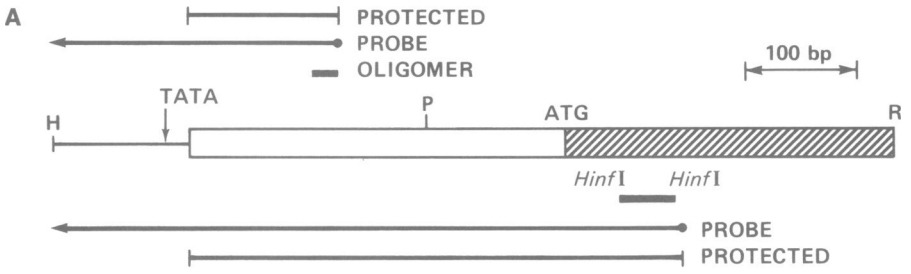 A
PROTECTED
PROBE
OLIGOMER
100 bp
TATA
H
P
ATG
R
HinfI HinfI
PROBE
PROTECTED